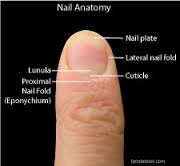 Nail Anatomy
Nail plate
Lateral nail fold
Lunula
Cuticle
Proximal
Nail Fold
(Eponychium)